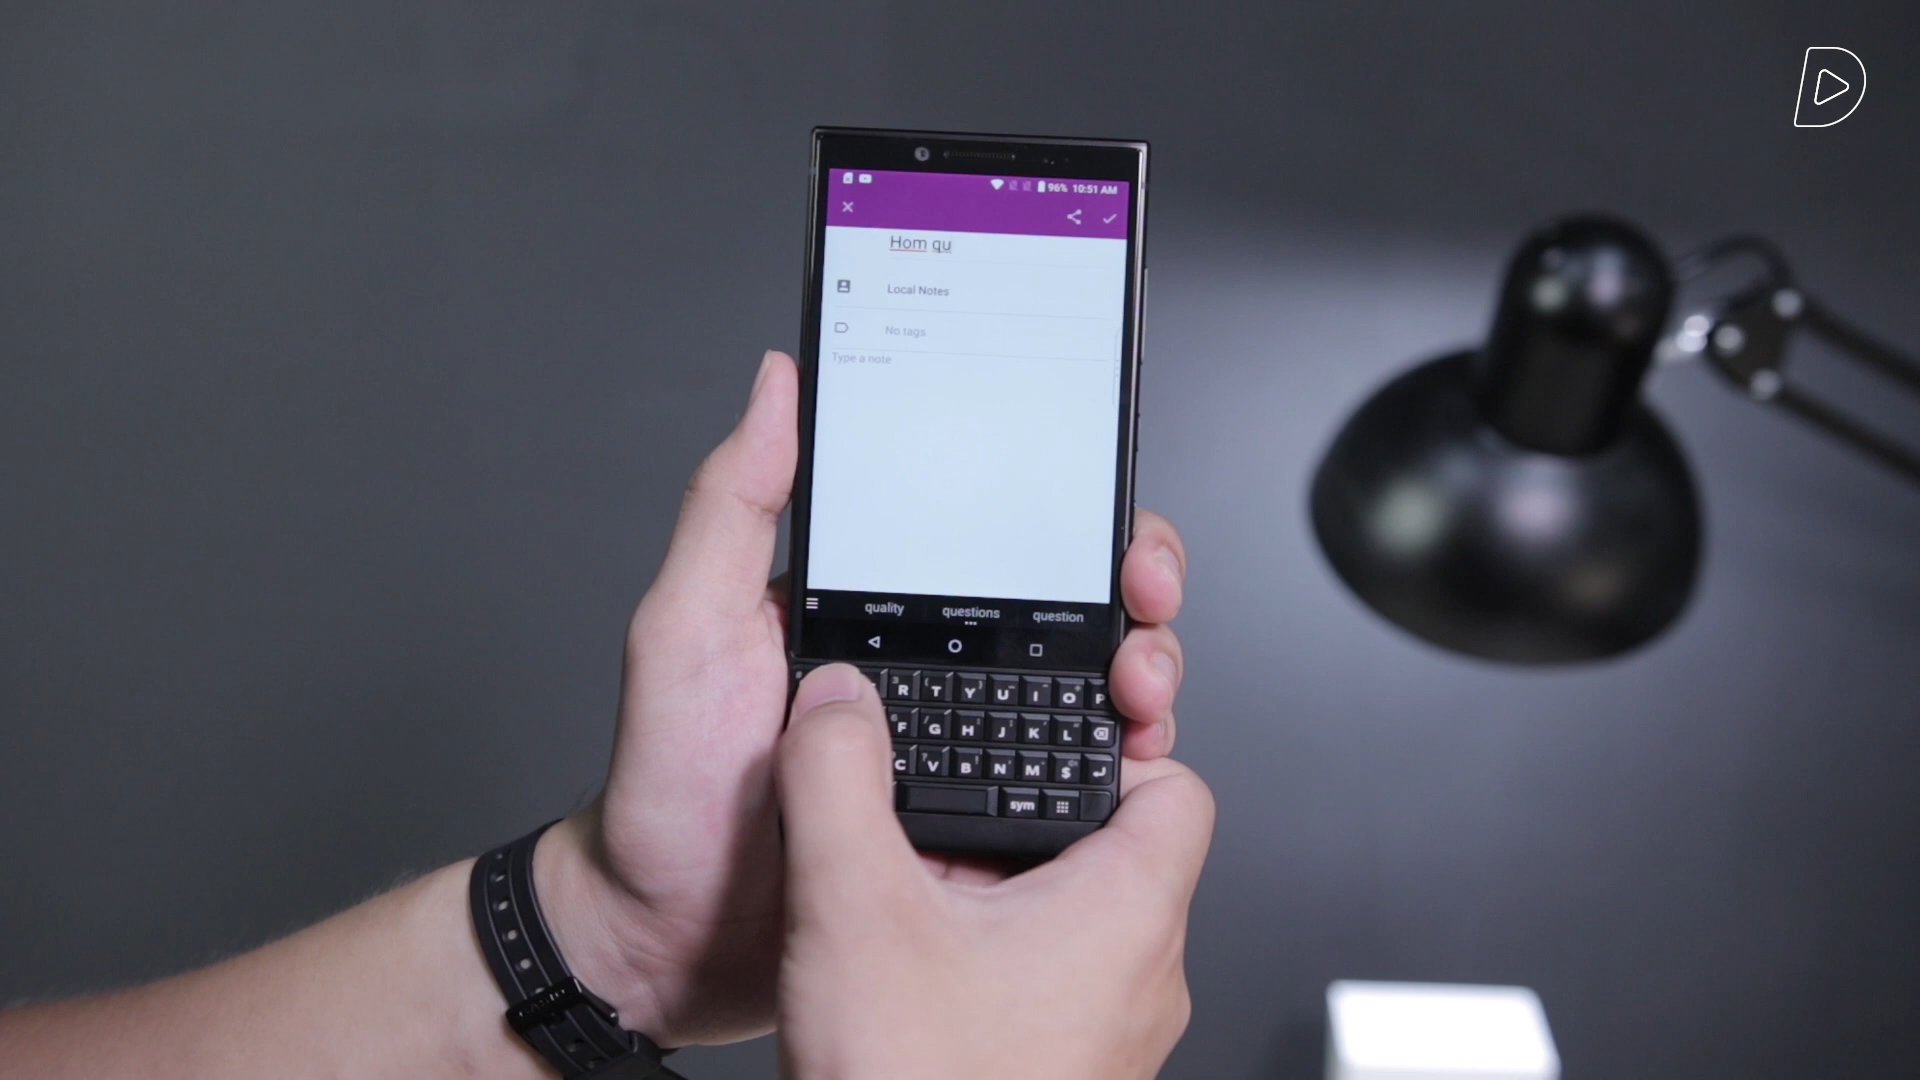 96% 10:51 AM
Hom qu
Local Notes
No tags
Type a note
quality questions question
R T Y U I O P
F G H J K L
C V B N M $
sym